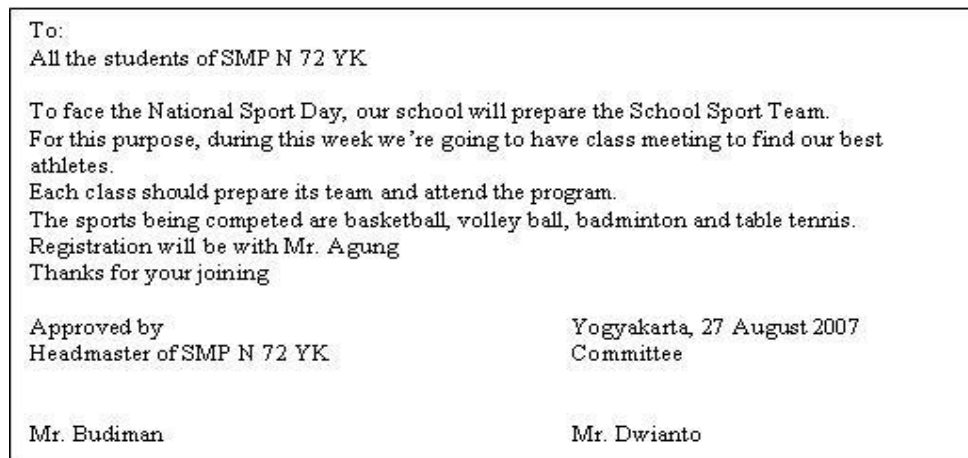 To:
All the students of SMP N 72 YK
To face the National Sport Day, our school will prepare the School Sport Team.
For this purpose, during this week we're going to have class meeting to find our best
athletes.
Each class should prepare its team and attend the program.
The sports being competed are basketball, volley ball, badminton and table tennis.
Registration will be with Mr. Agung
Thanks for your joining
Approved by
Headmaster of SMP N 72 YK
Yogyakarta, 27 August 2007
Committee
Mr. Budiman
Mr. Dwianto